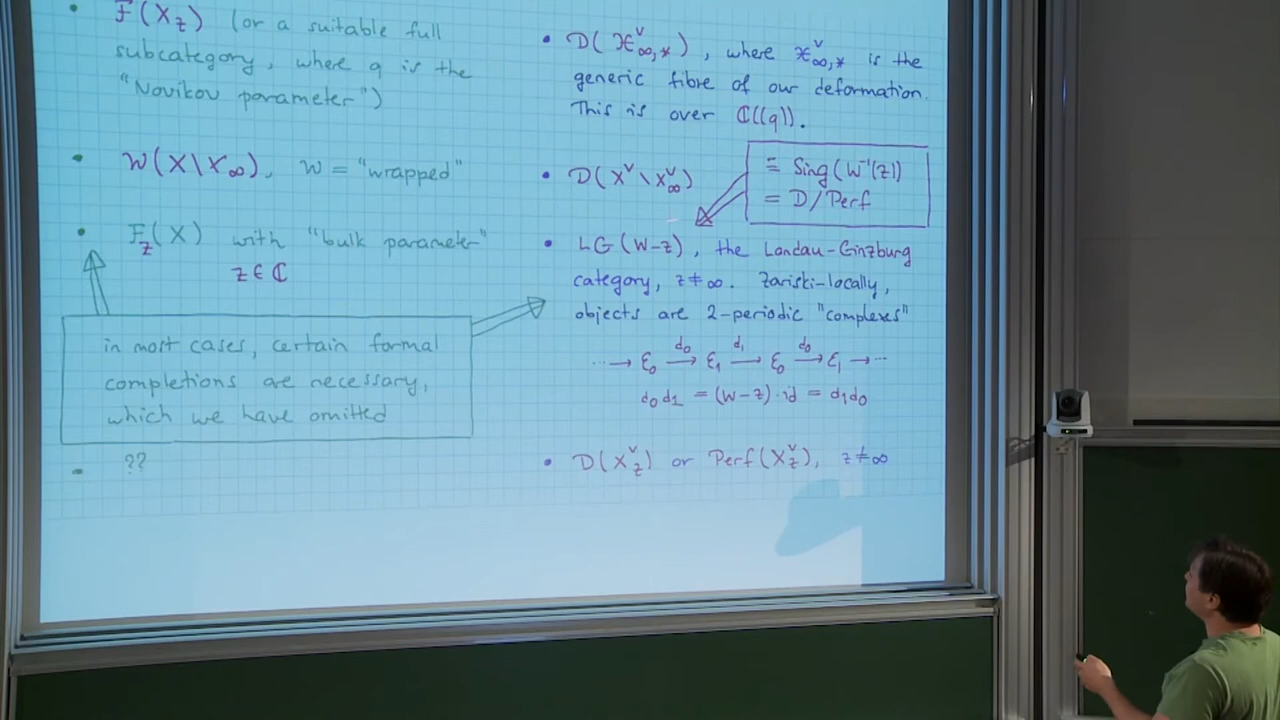 • F(X_z) (or a suitable full
subcategory, where q is the
"Novikov parameter")
• W(X\X_∞), W = "wrapped"
• F_z(X) with "bulk parameter"
z ∈ ℂ
in most cases, certain formal
completions are necessary,
which we have omitted
• ??
• D(𝒳^∨_{∞,*}), where 𝒳^∨_{∞,*} is the
generic fibre of our deformation.
This is over ℂ((q)).
• D(X^∨\X^∨_∞)
≅ Sing(W^{-1}(z))
= D/Perf
• LG(W-z), the Landau-Ginzburg
category, z≠∞. Zariski-locally,
objects are 2-periodic "complexes"
⋯ → ℰ_0 →^{d_0} ℰ_1 →^{d_1} ℰ_0 →^{d_0} ℰ_1 → ⋯
d_0 d_1 = (W-z)·id = d_1 d_0
• D(X^∨_z) or Perf(X^∨_z), z≠∞